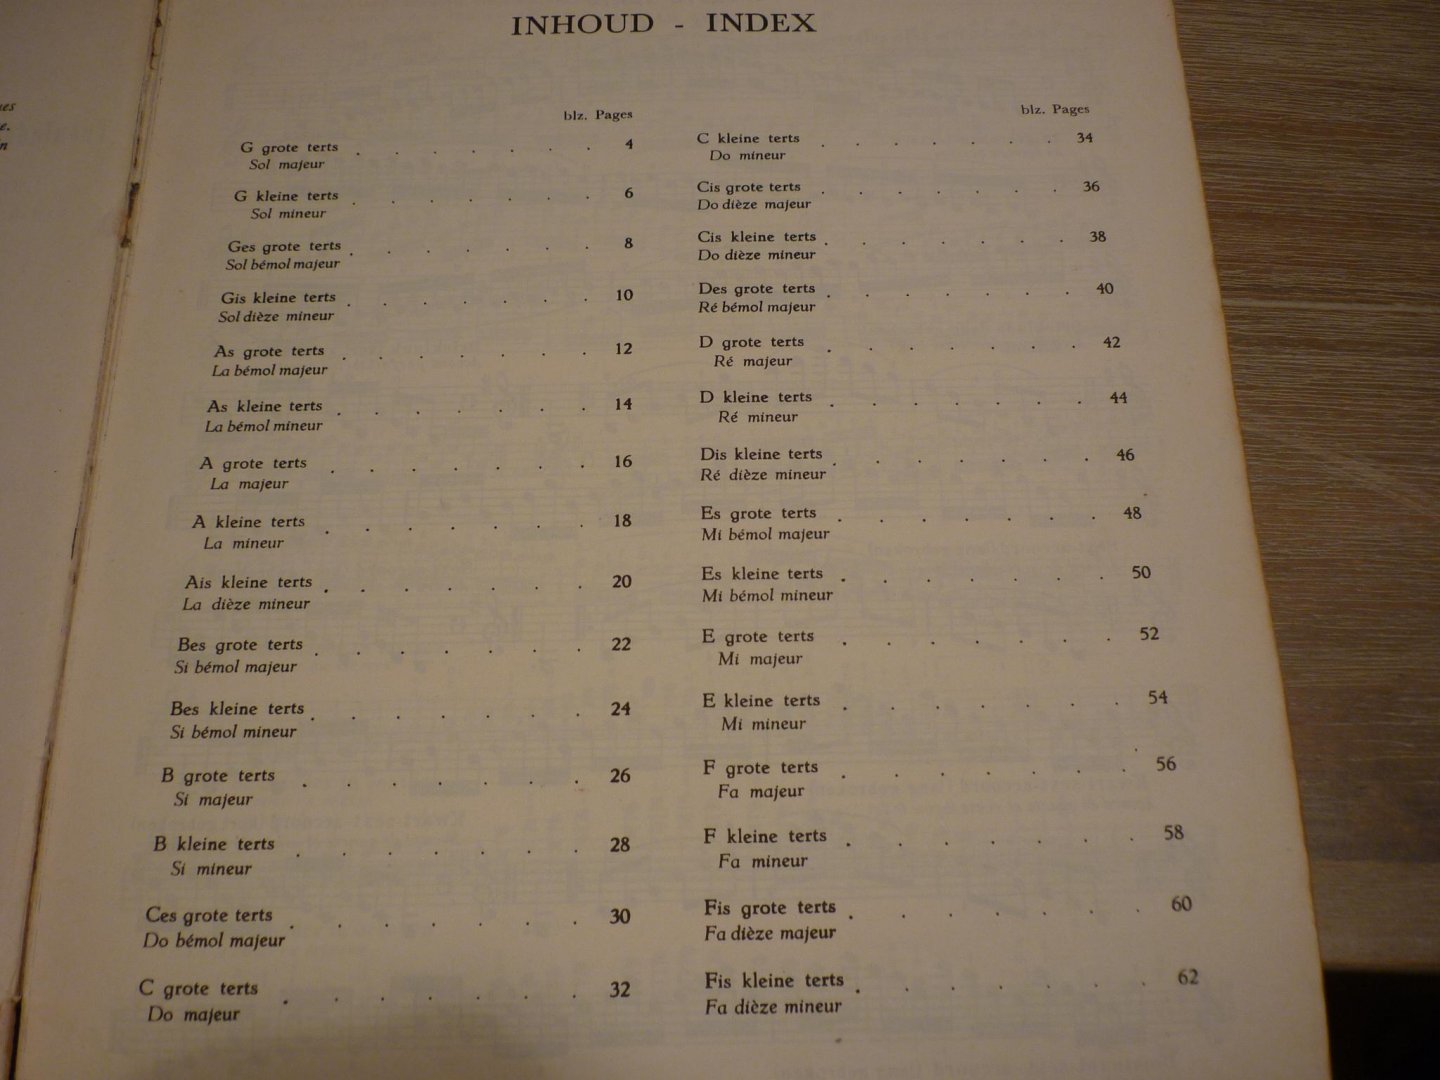 INHOUD - INDEX
blz. Pages
G grote terts . . . . . . 4
Sol majeur
G kleine terts . . . . . . 6
Sol mineur
Ges grote terts . . . . . . 8
Sol bémol majeur
Gis kleine terts . . . . . . 10
Sol dièze mineur
As grote terts . . . . . . 12
La bémol majeur
As kleine terts . . . . . . 14
La bémol mineur
A grote terts . . . . . . 16
La majeur
A kleine terts . . . . . . 18
La mineur
Ais kleine terts . . . . . . 20
La dièze mineur
Bes grote terts . . . . . . 22
Si bémol majeur
Bes kleine terts . . . . . . 24
Si bémol mineur
B grote terts . . . . . . 26
Si majeur
B kleine terts . . . . . . 28
Si mineur
Ces grote terts . . . . . . 30
Do bémol majeur
C grote terts . . . . . . 32
Do majeur
blz. Pages
C kleine terts . . . . . . 34
Do mineur
Cis grote terts . . . . . . 36
Do dièze majeur
Cis kleine terts . . . . . . 38
Do dièze mineur
Des grote terts . . . . . . 40
Ré bémol majeur
D grote terts . . . . . . 42
Ré majeur
D kleine terts . . . . . . 44
Ré mineur
Dis kleine terts . . . . . . 46
Ré dièze mineur
Es grote terts . . . . . . 48
Mi bémol majeur
Es kleine terts . . . . . . 50
Mi bémol mineur
E grote terts . . . . . . 52
Mi majeur
E kleine terts . . . . . . 54
Mi mineur
F grote terts . . . . . . 56
Fa majeur
F kleine terts . . . . . . 58
Fa mineur
Fis grote terts . . . . . . 60
Fa dièze majeur
Fis kleine terts . . . . . . 62
Fa dièze mineur